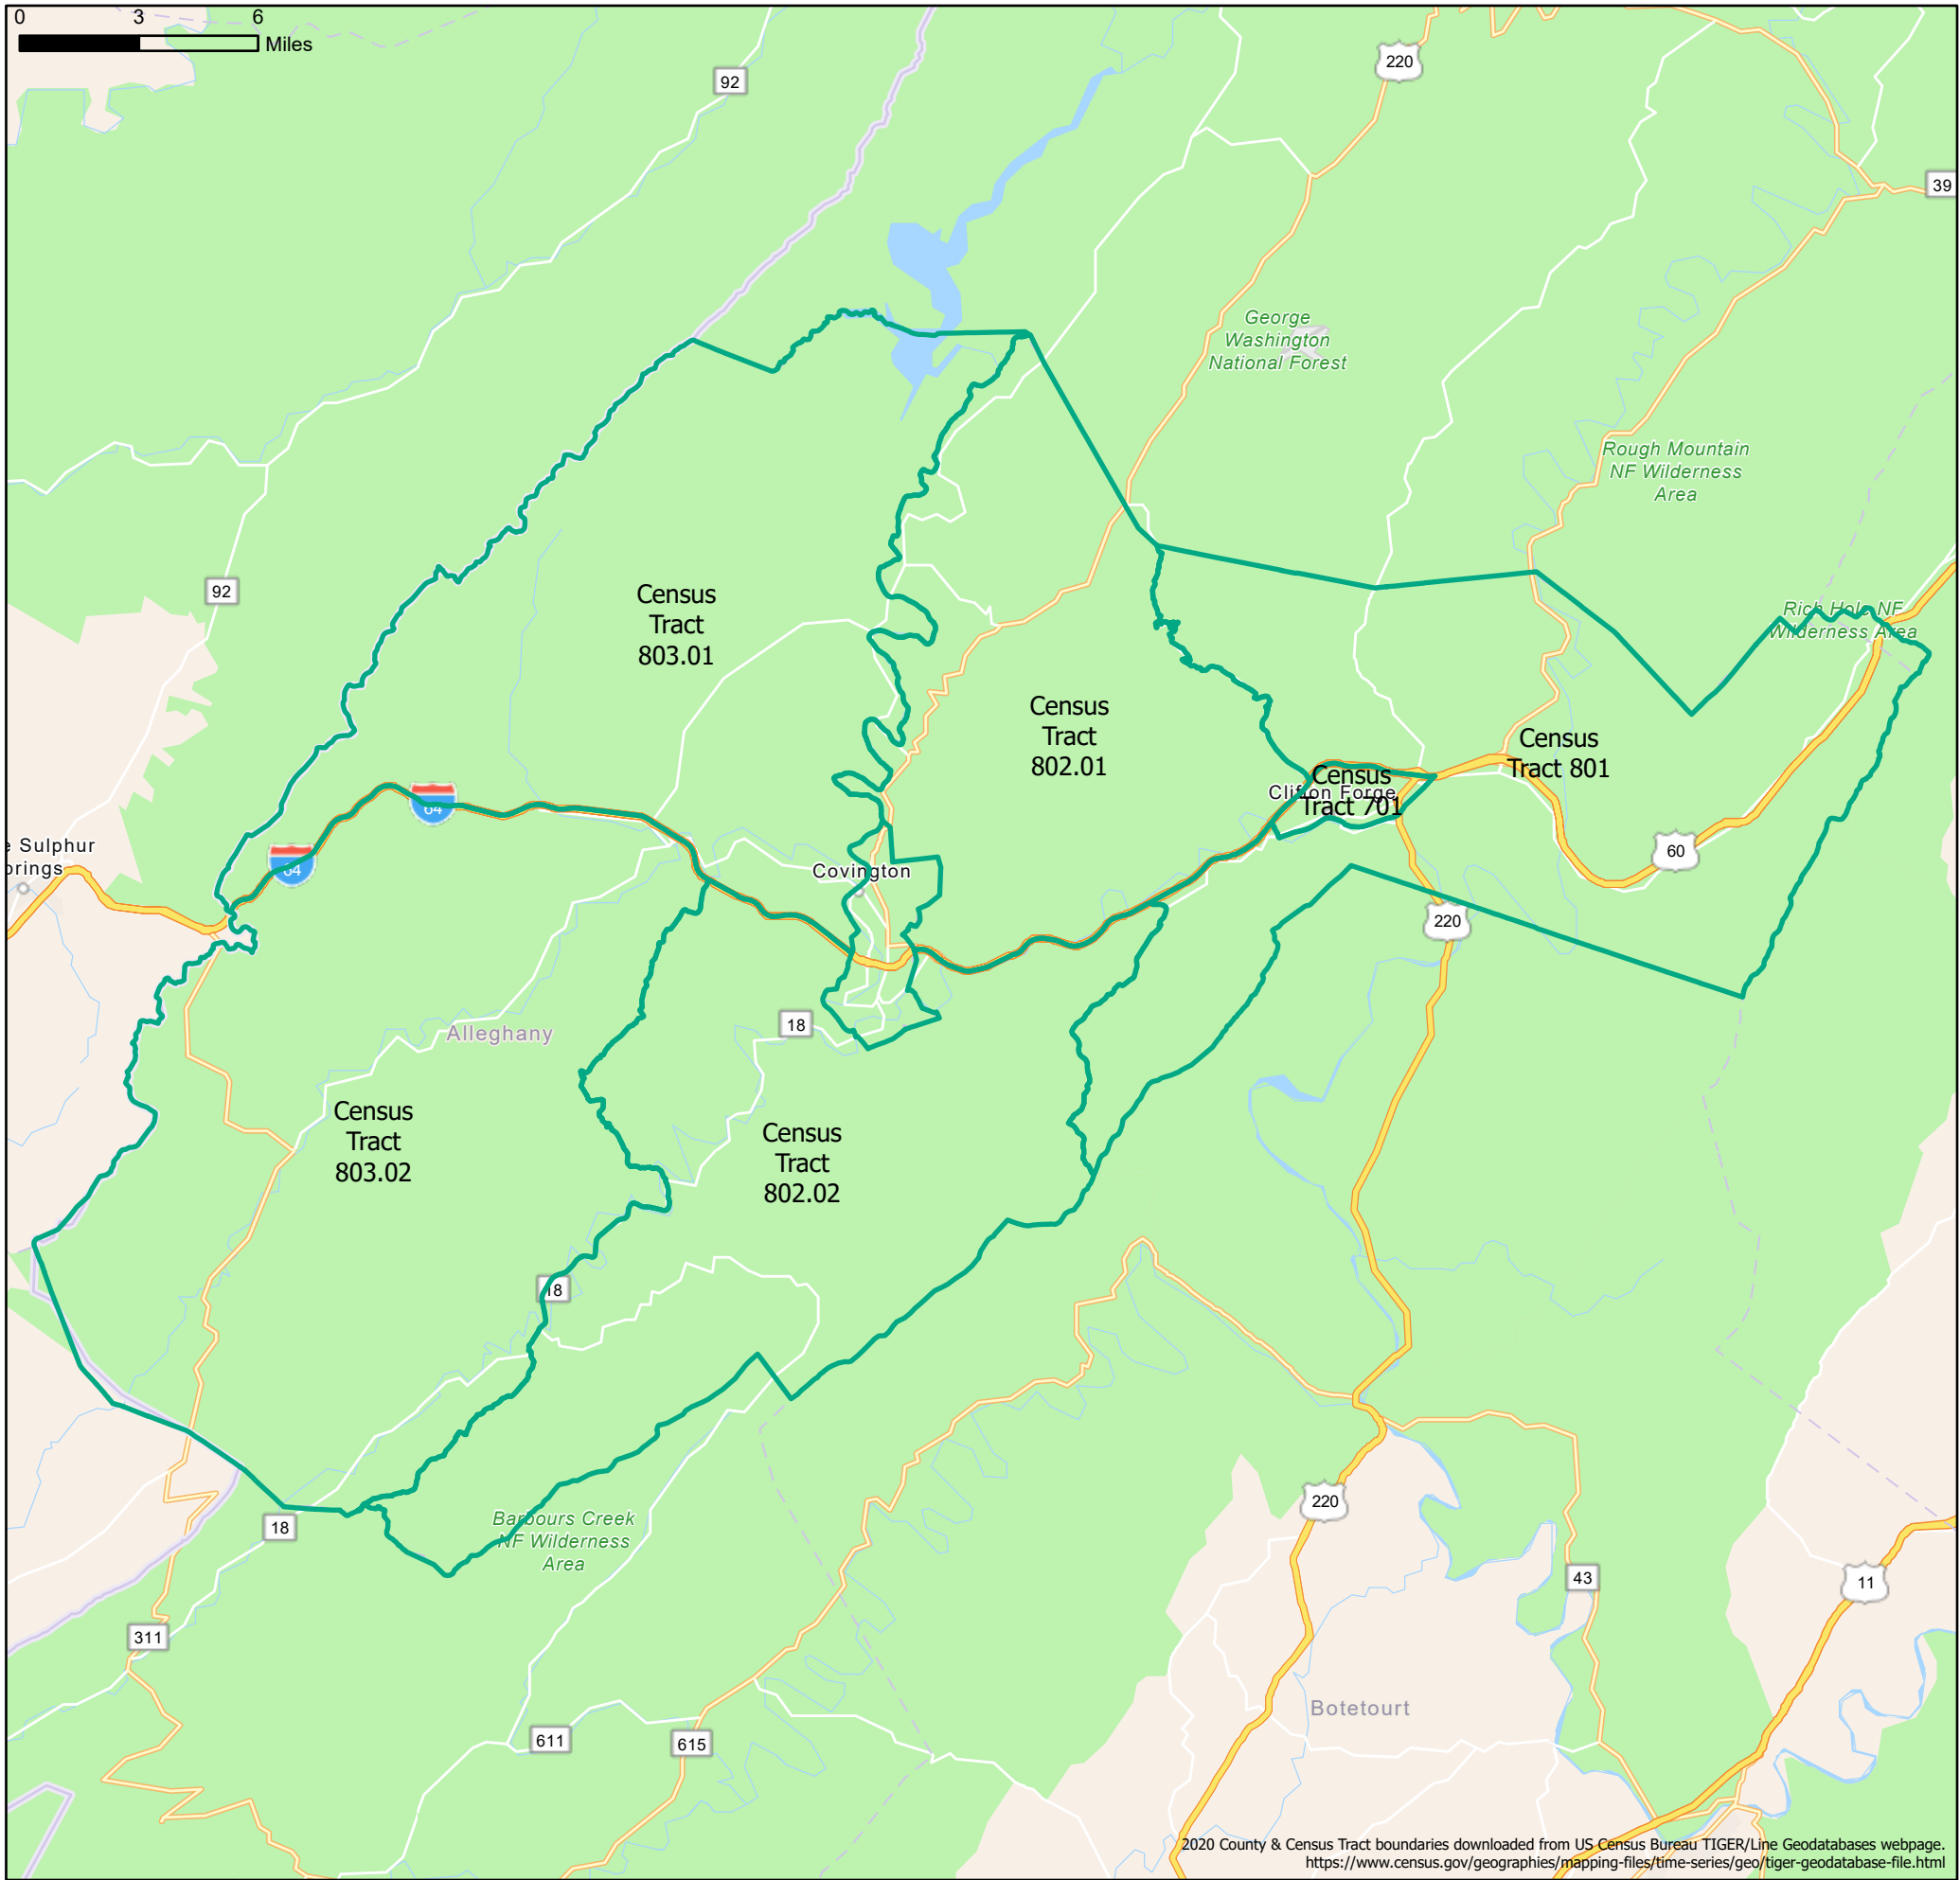 0 3 6
Miles
92
220
39
George
Washington
National Forest
Rough Mountain
NF Wilderness
Area
92
Census
Tract
803.01
Rich Hole NF
Wilderness Area
Census
Tract
802.01
Census
Tract 801
Census
Tract 701
Clifton Forge
64
64
e Sulphur
prings
60
Covington
220
18
Alleghany
Census
Tract
803.02
Census
Tract
802.02
18
220
18
Barbours Creek
NF Wilderness
Area
43
11
311
611
615
Botetourt
2020 County & Census Tract boundaries downloaded from US Census Bureau TIGER/Line Geodatabases webpage.
https://www.census.gov/geographies/mapping-files/time-series/geo/tiger-geodatabase-file.html